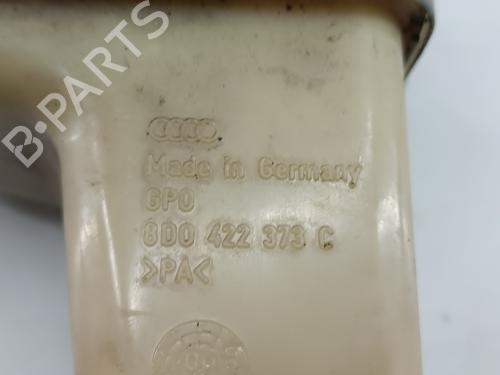 B-PARTS
Made in Germany
GPO
8D0 422 373 C
>PA<